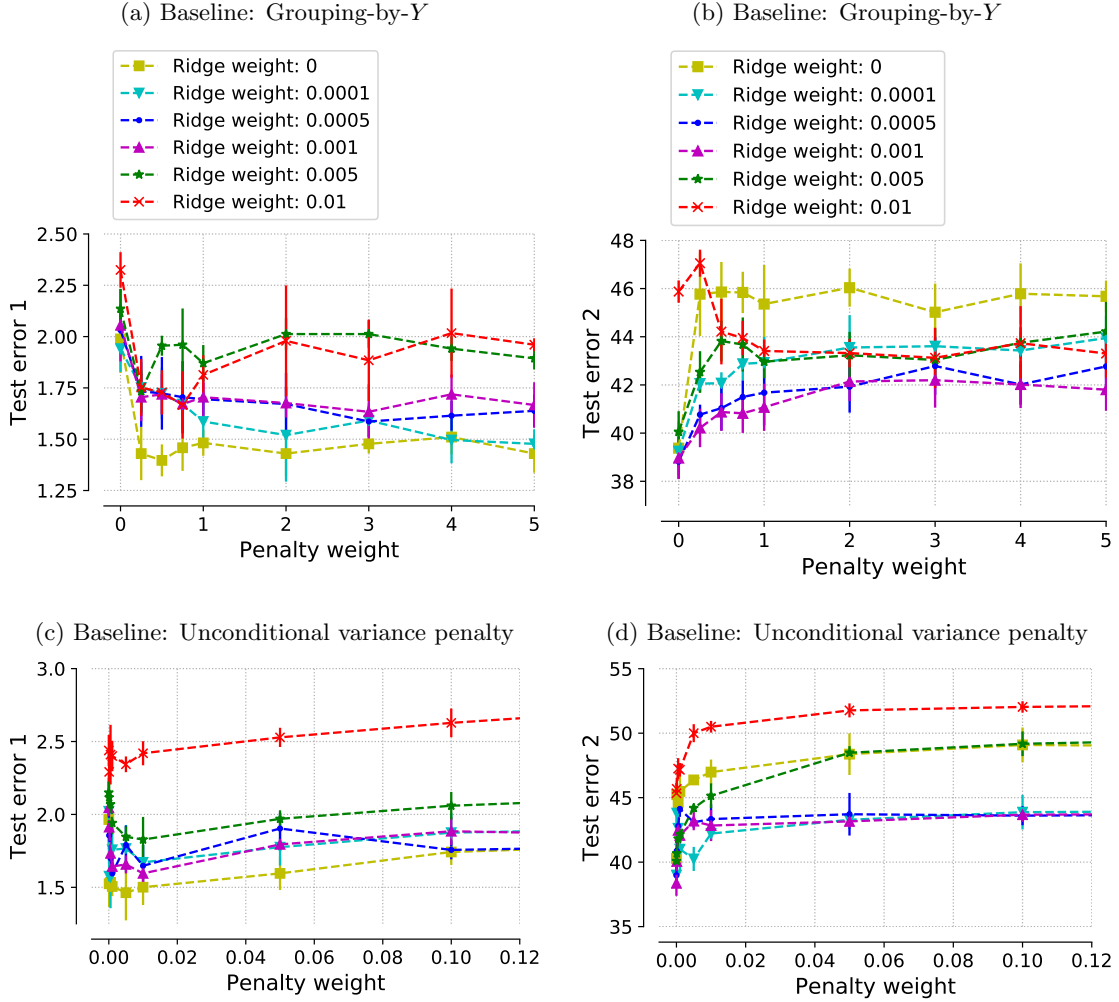 (a) Baseline: Grouping-by-Y
Ridge weight: 0
Ridge weight: 0.0001
Ridge weight: 0.0005
Ridge weight: 0.001
Ridge weight: 0.005
Ridge weight: 0.01
2.50
2.25
2.00
1.75
1.50
1.25
Test error 1
0 1 2 3 4 5
Penalty weight
(b) Baseline: Grouping-by-Y
Ridge weight: 0
Ridge weight: 0.0001
Ridge weight: 0.0005
Ridge weight: 0.001
Ridge weight: 0.005
Ridge weight: 0.01
48
46
44
42
40
38
Test error 2
0 1 2 3 4 5
Penalty weight
(c) Baseline: Unconditional variance penalty
3.0
2.5
2.0
1.5
Test error 1
0.00 0.02 0.04 0.06 0.08 0.10 0.12
Penalty weight
(d) Baseline: Unconditional variance penalty
55
50
45
40
35
Test error 2
0.00 0.02 0.04 0.06 0.08 0.10 0.12
Penalty weight